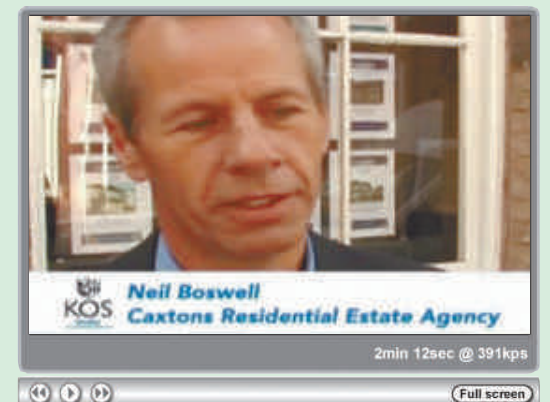 KOS
Neil Boswell
Caxtons Residential Estate Agency
2min 12sec @ 391kps
Full screen